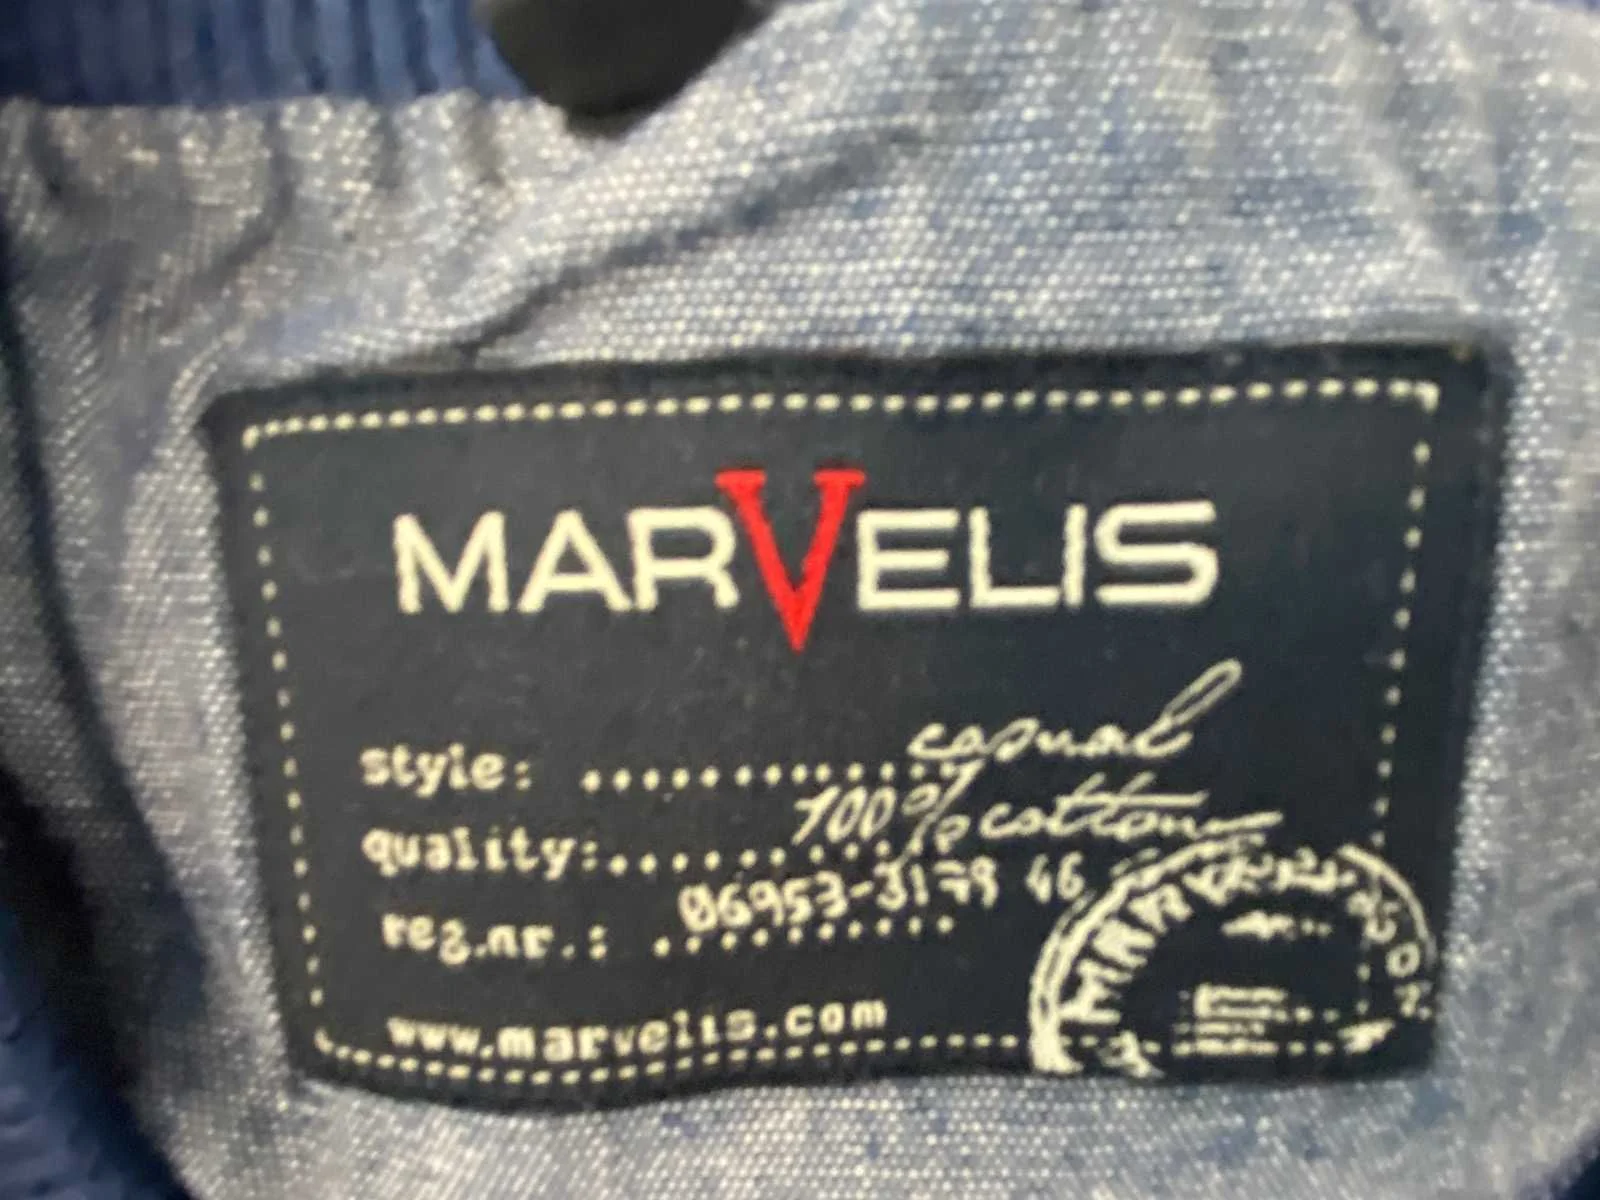 MARVELIS
style: ............. casual
quality:............ 100% cotton
reg.nr.: ........... 06953-3179 46
www.marvelis.com